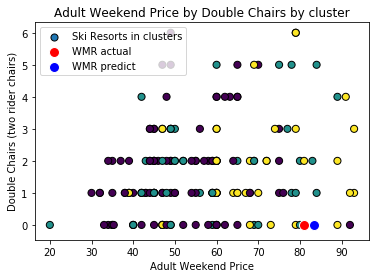 Adult Weekend Price by Double Chairs by cluster
Ski Resorts in clusters
WMR actual
WMR predict
Double Chairs (two rider chairs)
6
5
4
3
2
1
0
20 30 40 50 60 70 80 90
Adult Weekend Price